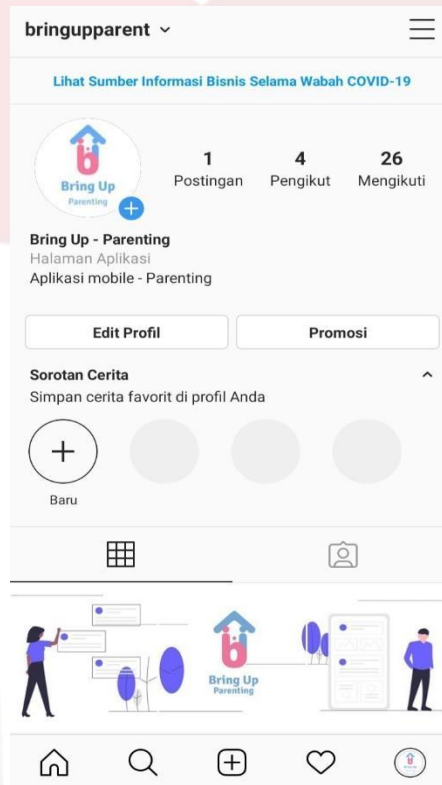 bringupparent
Lihat Sumber Informasi Bisnis Selama Wabah COVID-19
Bring Up
Parenting
1 4 26
Postingan Pengikut Mengikuti
Bring Up - Parenting
Halaman Aplikasi
Aplikasi mobile - Parenting
Edit Profil Promosi
Sorotan Cerita
Simpan cerita favorit di profil Anda
Baru
Bring Up
Parenting